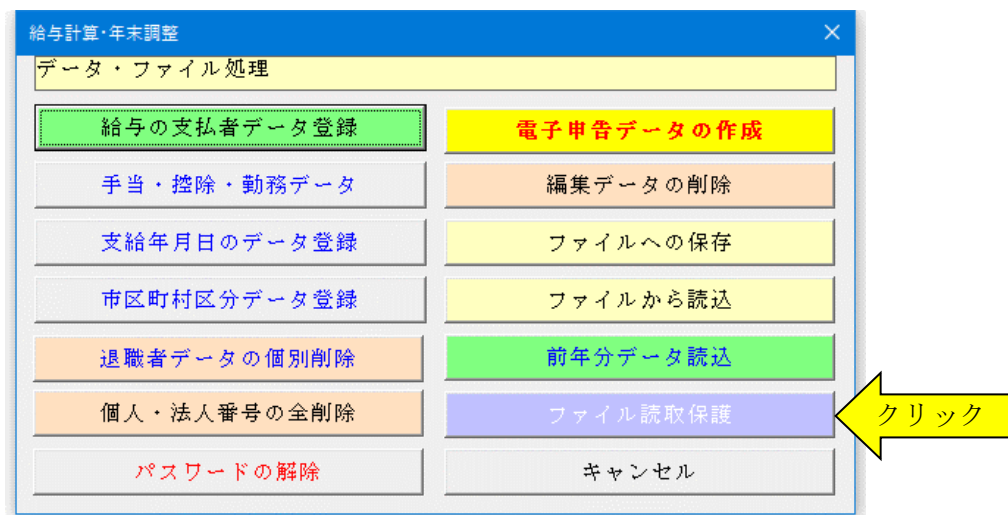 給与計算･年末調整
データ・ファイル処理
給与の支払者データ登録
電子申告データの作成
手当・控除・勤務データ
編集データの削除
支給年月日のデータ登録
ファイルへの保存
市区町村区分データ登録
ファイルから読込
退職者データの個別削除
前年分データ読込
個人・法人番号の全削除
ファイル読取保護
クリック
パスワードの解除
キャンセル